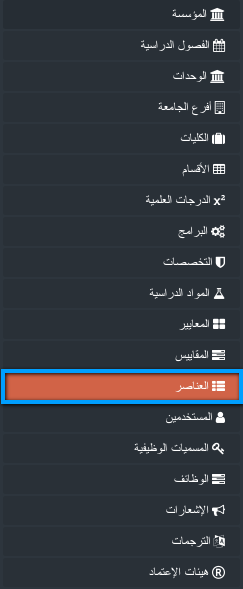 المؤسسة
الفصول الدراسية
الوحدات
أفرع الجامعة
الكليات
الأقسام
الدرجات العلمية
البرامج
التخصصات
المواد الدراسية
المعايير
المقاييس
العناصر
المستخدمين
المسميات الوظيفية
الوظائف
الإشعارات
الترجمات
هيئات الإعتماد